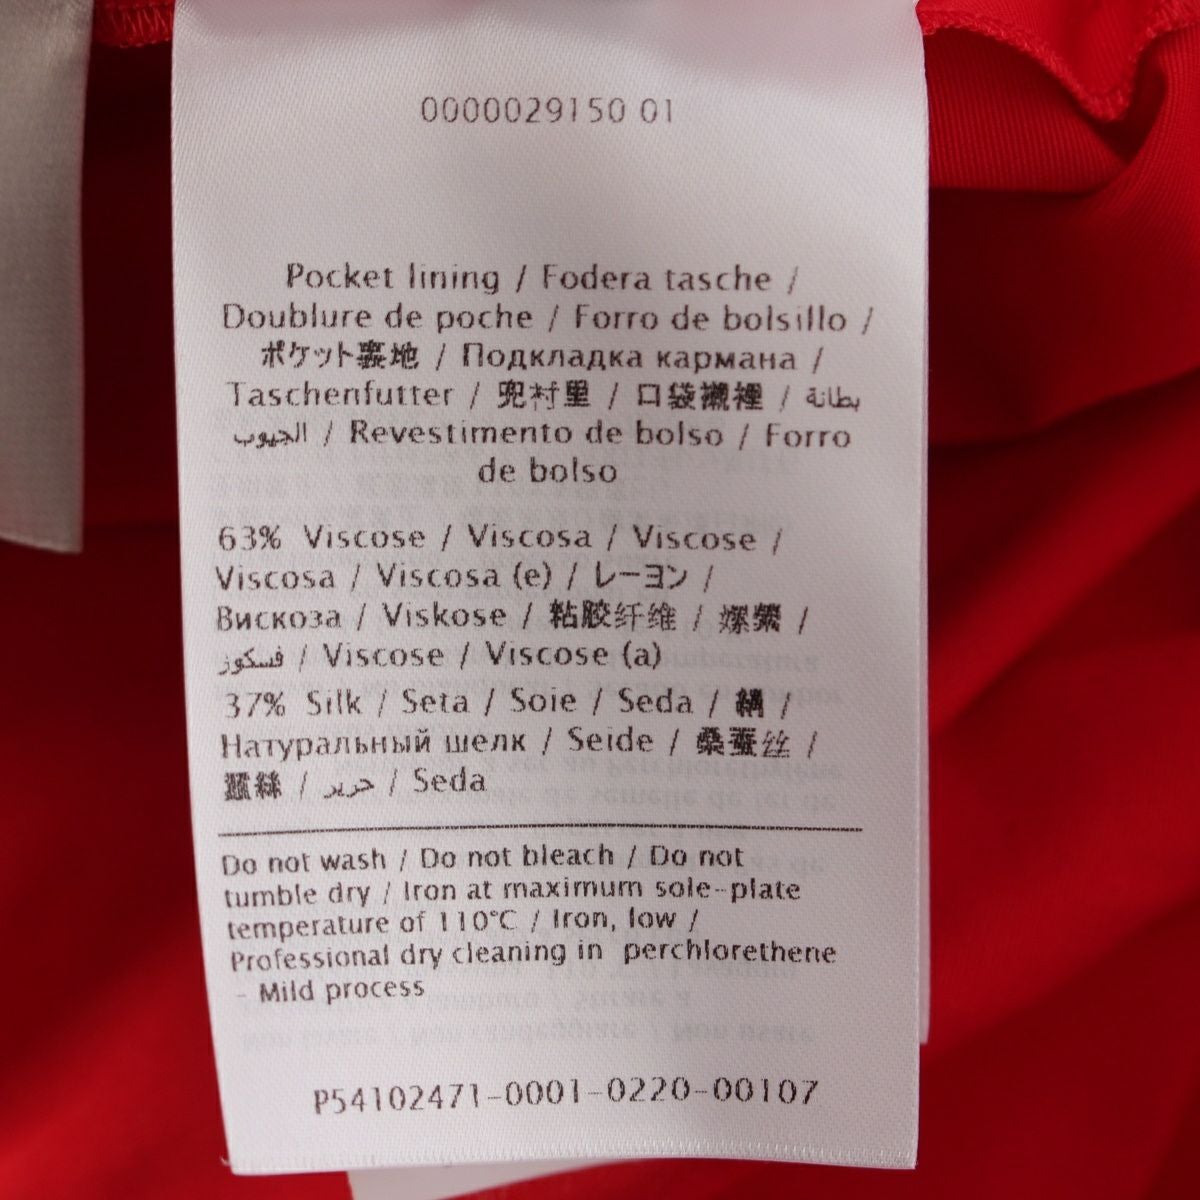 0000029150 01
Pocket lining / Fodera tasche /
Doublure de poche / Forro de bolsillo /
ポケット裏地 / Подкладка кармана /
Taschenfutter / 兜衬里 / 口袋襯裡 / بطانة
الجيوب / Revestimento de bolso / Forro
de bolso
63% Viscose / Viscosa / Viscose /
Viscosa / Viscosa (e) / レーヨン /
Вискоза / Viskose / 粘胶纤维 / 嫘縈 /
فسكوز / Viscose / Viscose (a)
37% Silk / Seta / Soie / Seda / 絹 /
Натуральный шелк / Seide / 桑蚕丝 /
蠶絲 / حرير / Seda
Do not wash / Do not bleach / Do not
tumble dry / Iron at maximum sole-plate
temperature of 110°C / Iron, low /
Professional dry cleaning in perchlorethene
- Mild process
P54102471-0001-0220-00107